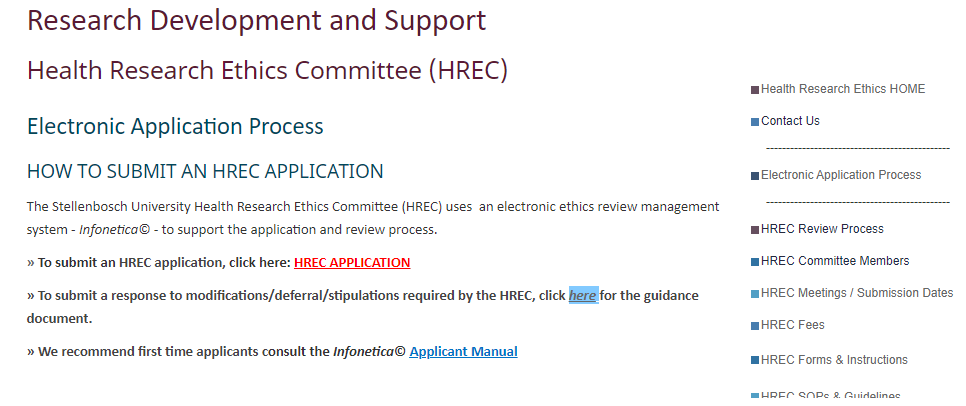 Research Development and Support
Health Research Ethics Committee (HREC)
Electronic Application Process
HOW TO SUBMIT AN HREC APPLICATION
The Stellenbosch University Health Research Ethics Committee (HREC) uses  an electronic ethics review management
system - Infonetica© - to support the application and review process.
» To submit an HREC application, click here: HREC APPLICATION
» To submit a response to modifications/deferral/stipulations required by the HREC, click here for the guidance
document.
» We recommend first time applicants consult the Infonetica© Applicant Manual
Health Research Ethics HOME
Contact Us
----------------------------------------------
Electronic Application Process
----------------------------------------------
HREC Review Process
HREC Committee Members
HREC Meetings / Submission Dates
HREC Fees
HREC Forms & Instructions
HREC SOPs & Guidelines